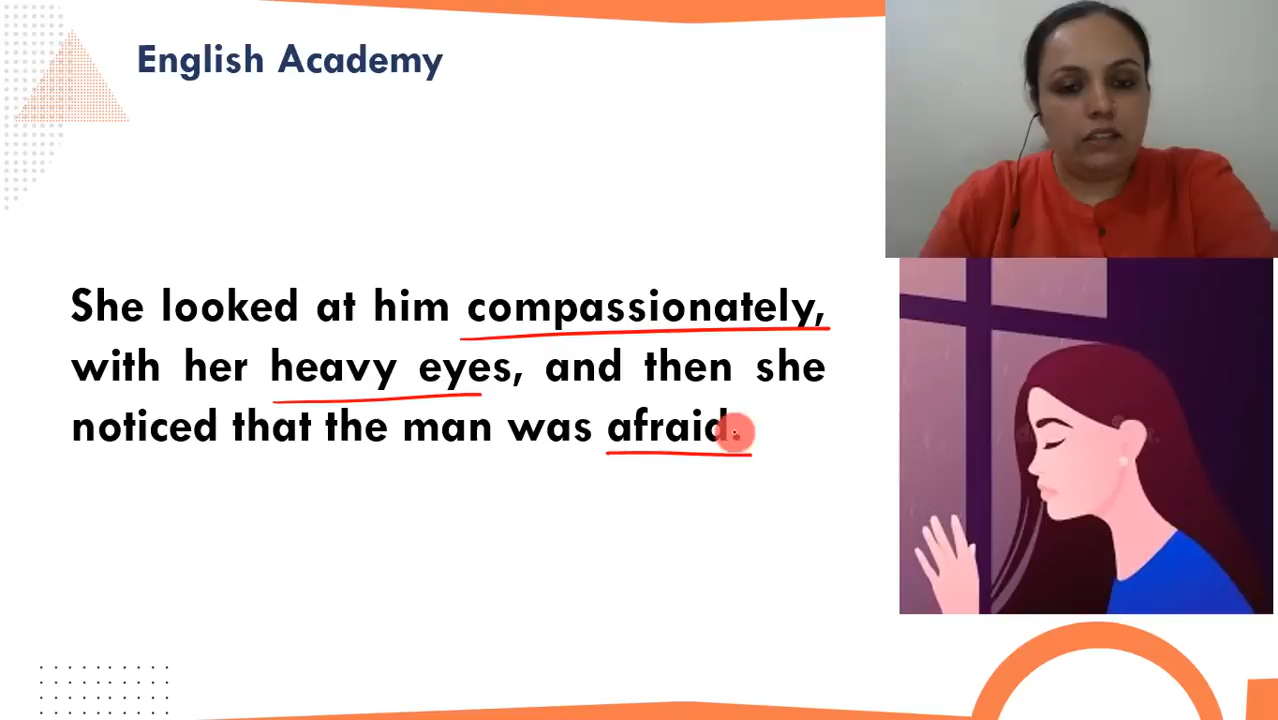 English Academy
She looked at him compassionately,
with her heavy eyes, and then she
noticed that the man was afraid.